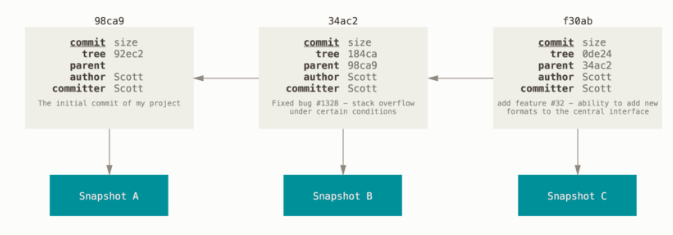 98ca9
commit size
tree 92ec2
parent
author Scott
committer Scott
The initial commit of my project
Snapshot A
34ac2
commit size
tree 184ca
parent 98ca9
author Scott
committer Scott
Fixed bug #1328 – stack overflow
under certain conditions
Snapshot B
f30ab
commit size
tree 0de24
parent 34ac2
author Scott
committer Scott
add feature #32 – ability to add new
formats to the central interface
Snapshot C